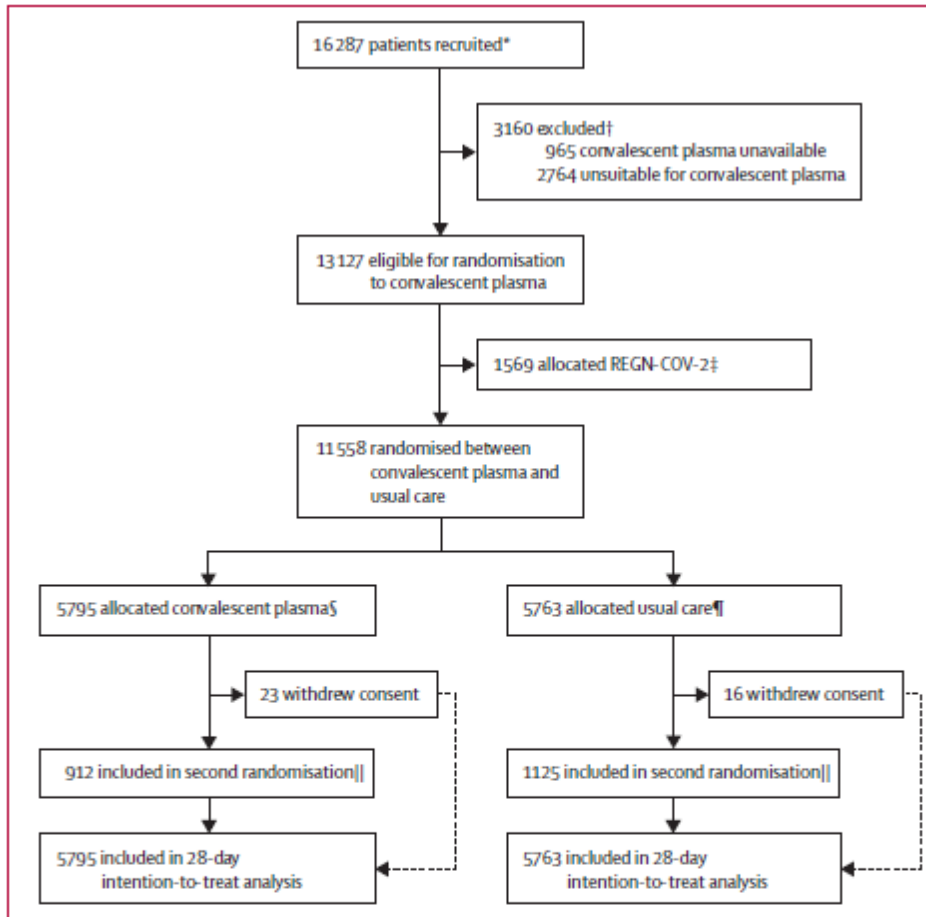 16 287 patients recruited*
3160 excluded†
965 convalescent plasma unavailable
2764 unsuitable for convalescent plasma
13 127 eligible for randomisation
to convalescent plasma
1569 allocated REGN-COV-2‡
11 558 randomised between
convalescent plasma and
usual care
5795 allocated convalescent plasma§
5763 allocated usual care¶
23 withdrew consent
16 withdrew consent
912 included in second randomisation||
1125 included in second randomisation||
5795 included in 28-day
intention-to-treat analysis
5763 included in 28-day
intention-to-treat analysis